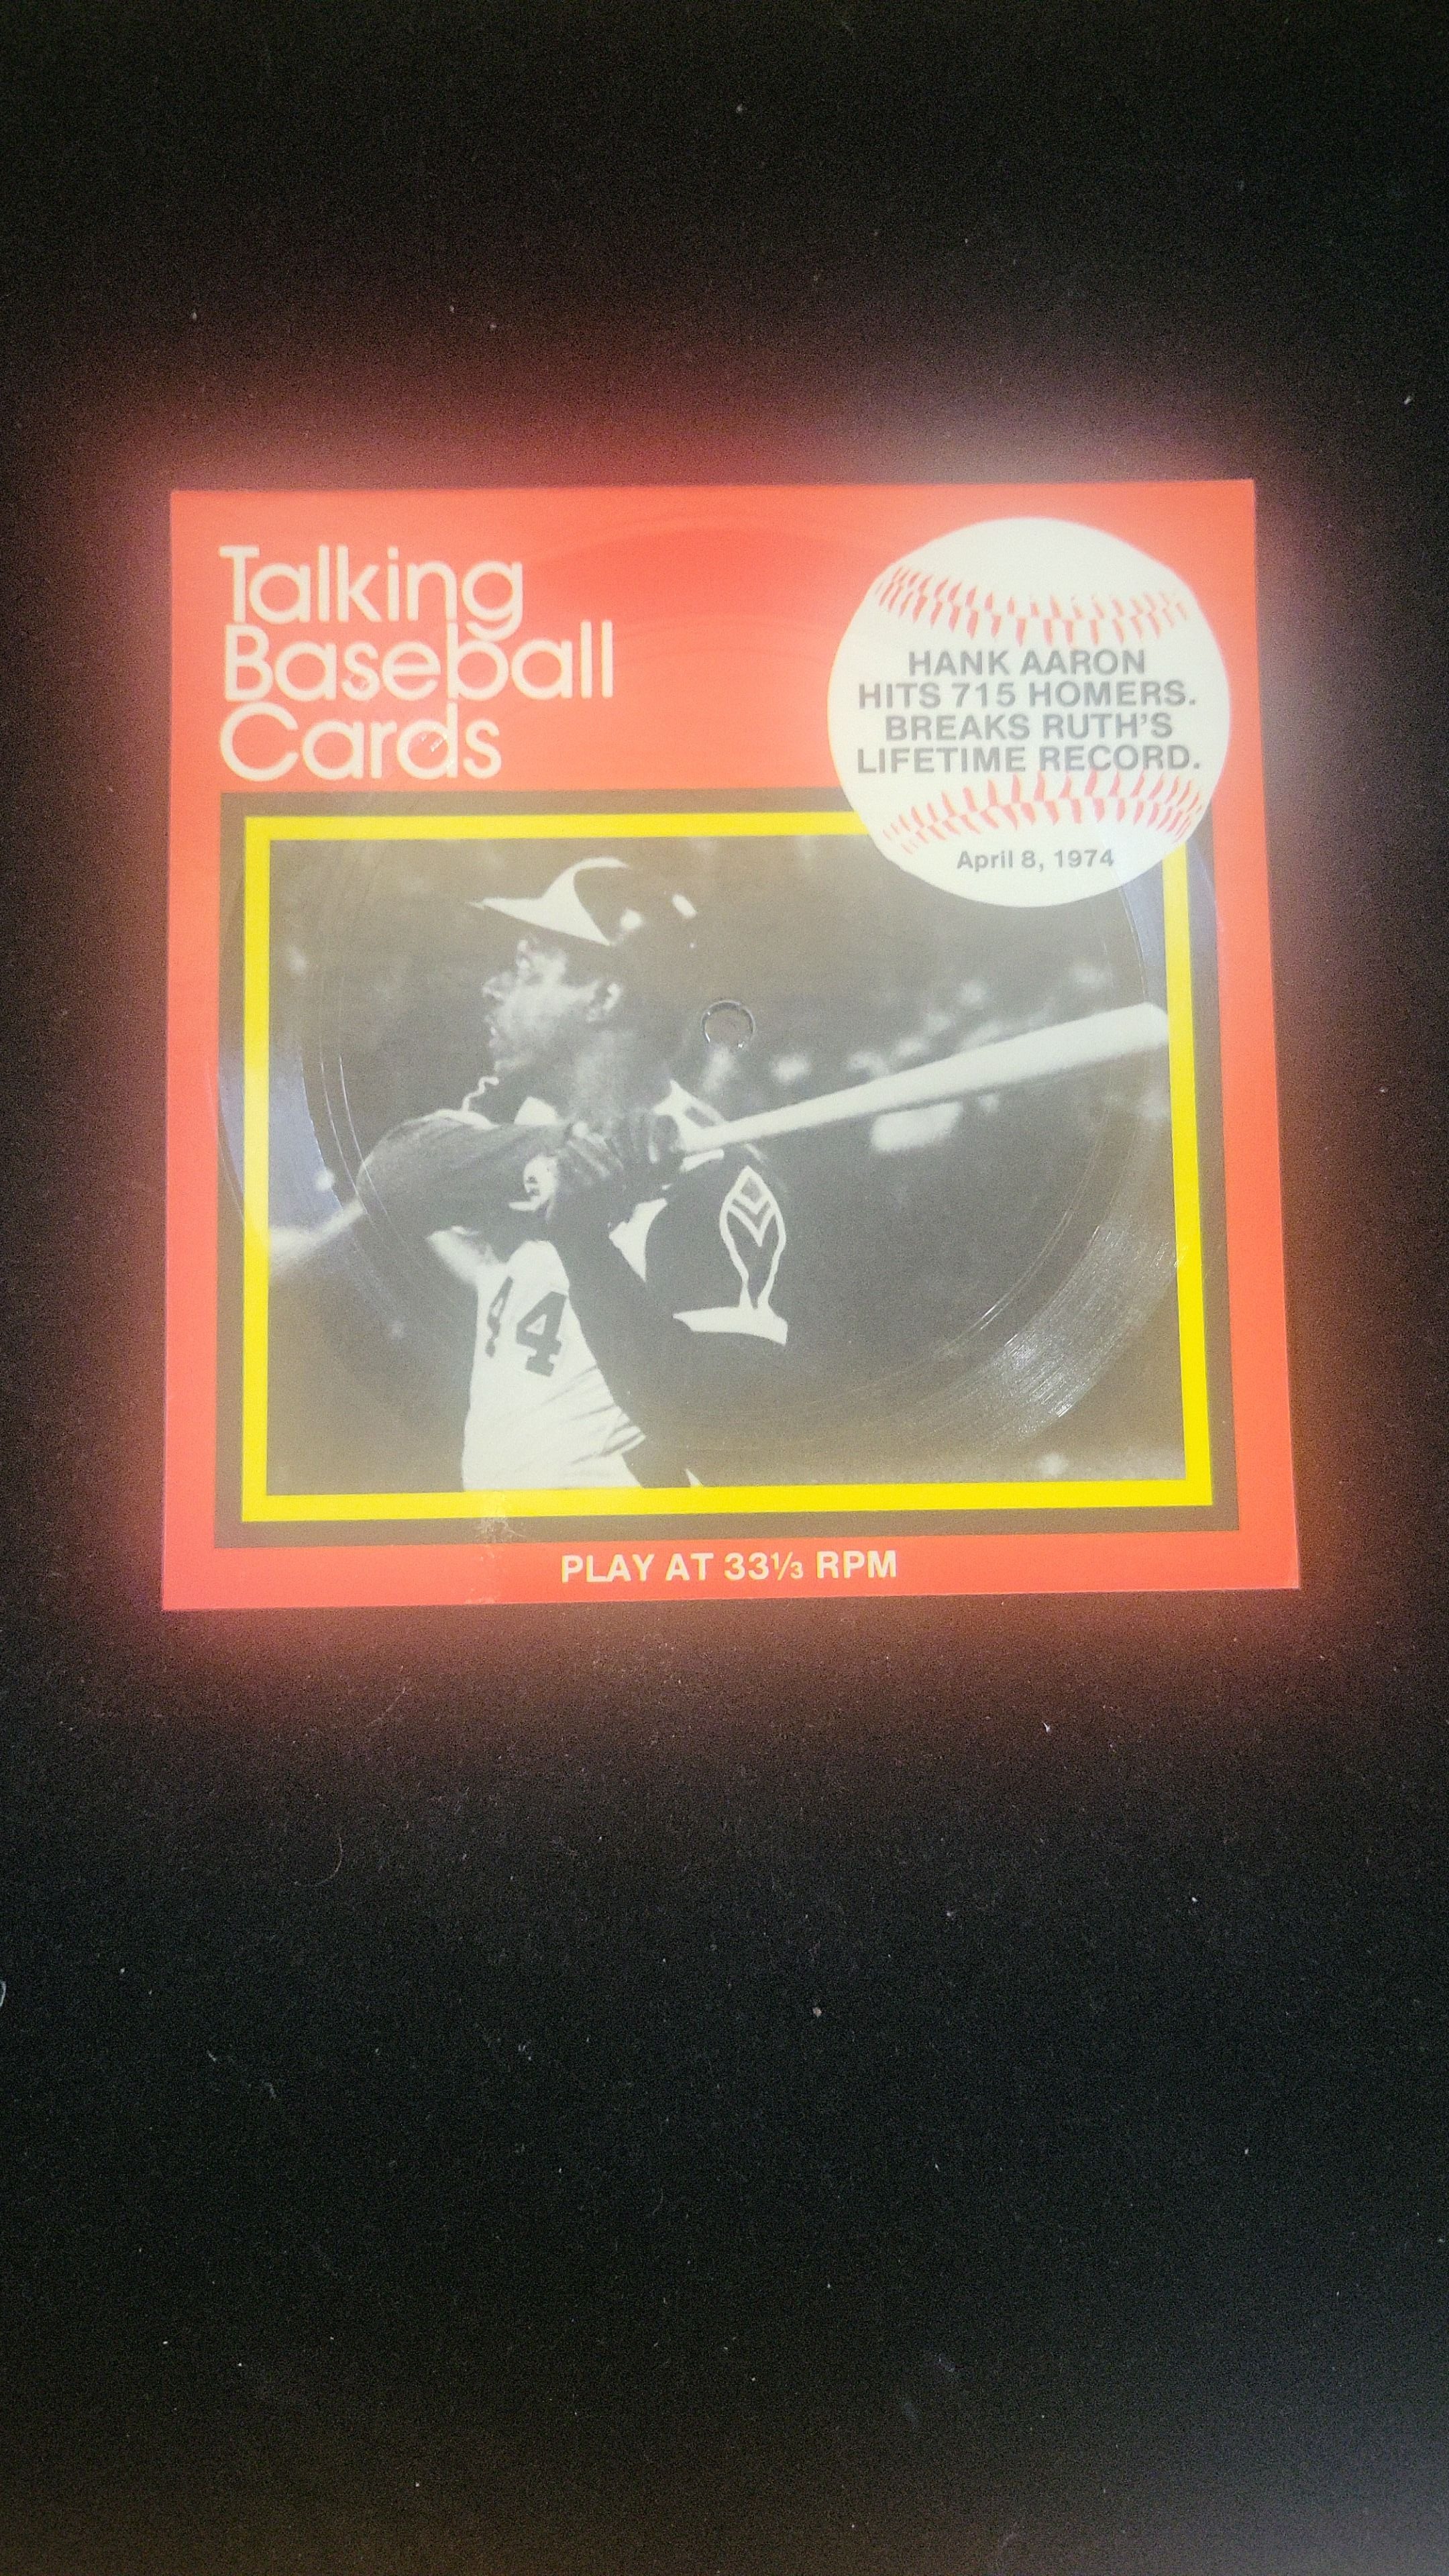 Talking
Baseball
Cards
HANK AARON
HITS 715 HOMERS.
BREAKS RUTH'S
LIFETIME RECORD.
April 8, 1974
44
PLAY AT 33⅓ RPM